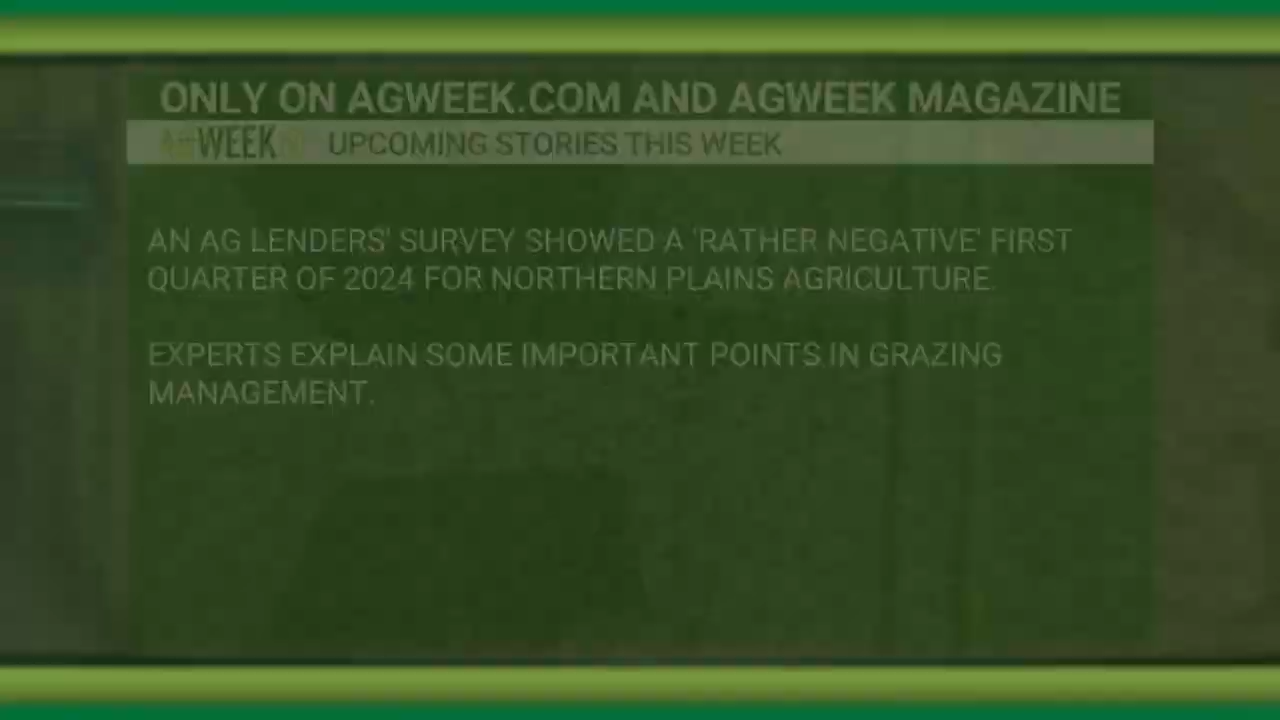 ONLY ON AGWEEK.COM AND AGWEEK MAGAZINE
AGWEEK UPCOMING STORIES THIS WEEK
AN AG LENDERS' SURVEY SHOWED A 'RATHER NEGATIVE' FIRST
QUARTER OF 2024 FOR NORTHERN PLAINS AGRICULTURE.
EXPERTS EXPLAIN SOME IMPORTANT POINTS IN GRAZING
MANAGEMENT.